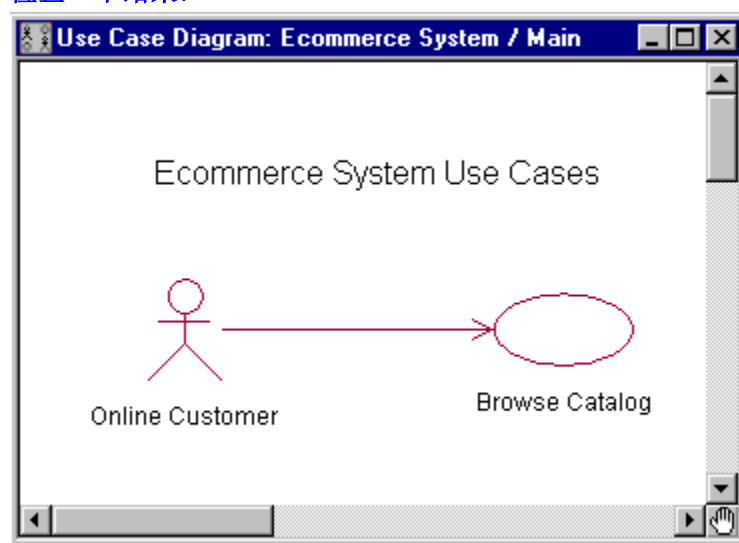 Use Case Diagram: Ecommerce System / Main
Ecommerce System Use Cases
Online Customer
Browse Catalog